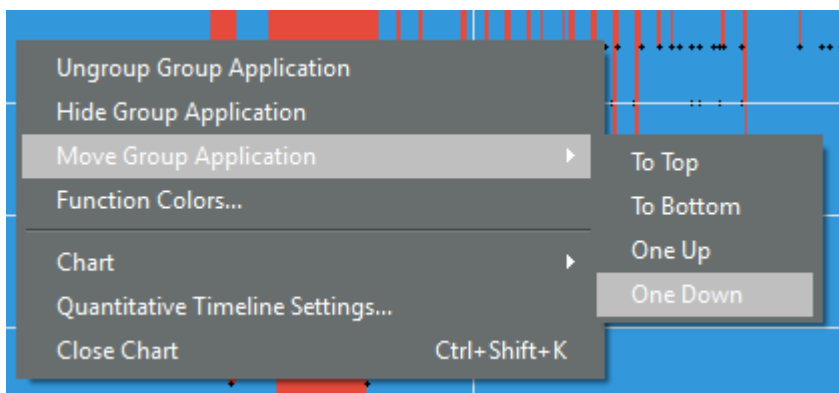 Ungroup Group Application
Hide Group Application
Move Group Application
To Top
To Bottom
One Up
One Down
Function Colors...
Chart
Quantitative Timeline Settings...
Close Chart Ctrl+Shift+K